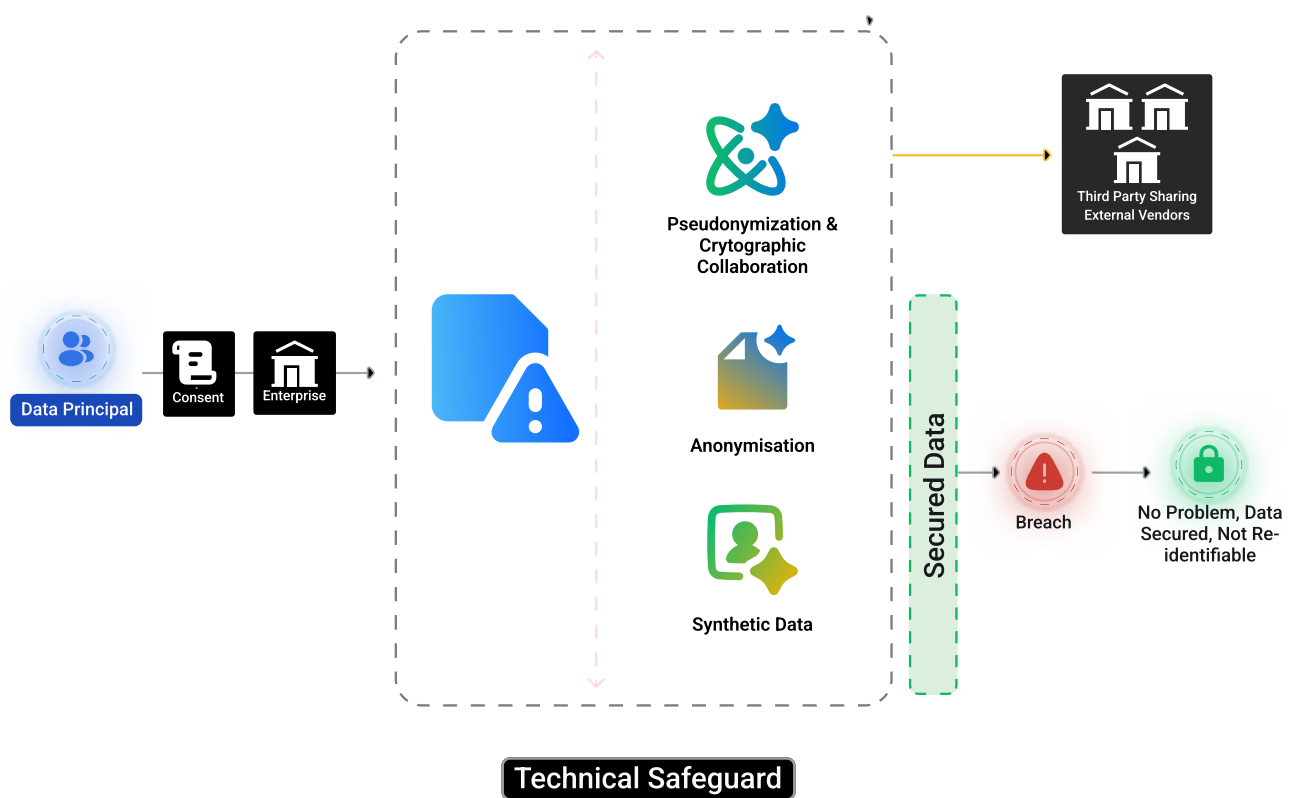 Third Party Sharing
External Vendors
Pseudonymization &
Crytographic
Collaboration
Data Principal
Consent
Enterprise
Anonymisation
Synthetic Data
Secured Data
Breach
No Problem, Data
Secured, Not Re-
identifiable
Technical Safeguard